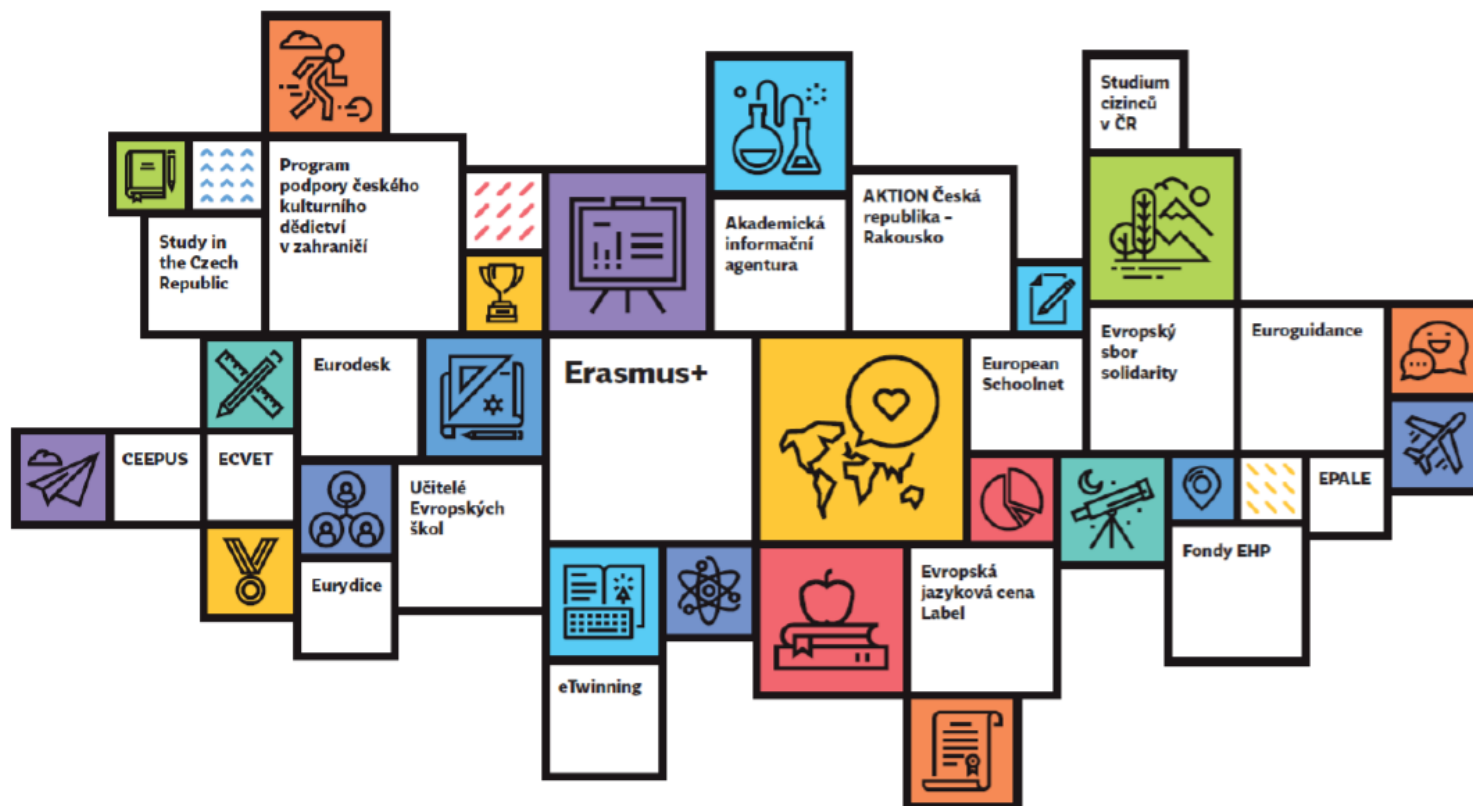 Studium
cizinců
v ČR
Program
podpory českého
kulturního
dědictví
v zahraničí
AKTION Česká
republika –
Rakousko
Akademická
informační
agentura
Study in
the Czech
Republic
Evropský
sbor
solidarity
Euroguidance
Eurodesk
Erasmus+
European
Schoolnet
CEEPUS
ECVET
Učitelé
Evropských
škol
EPALE
Fondy EHP
Evropská
jazyková cena
Label
Eurydice
eTwinning